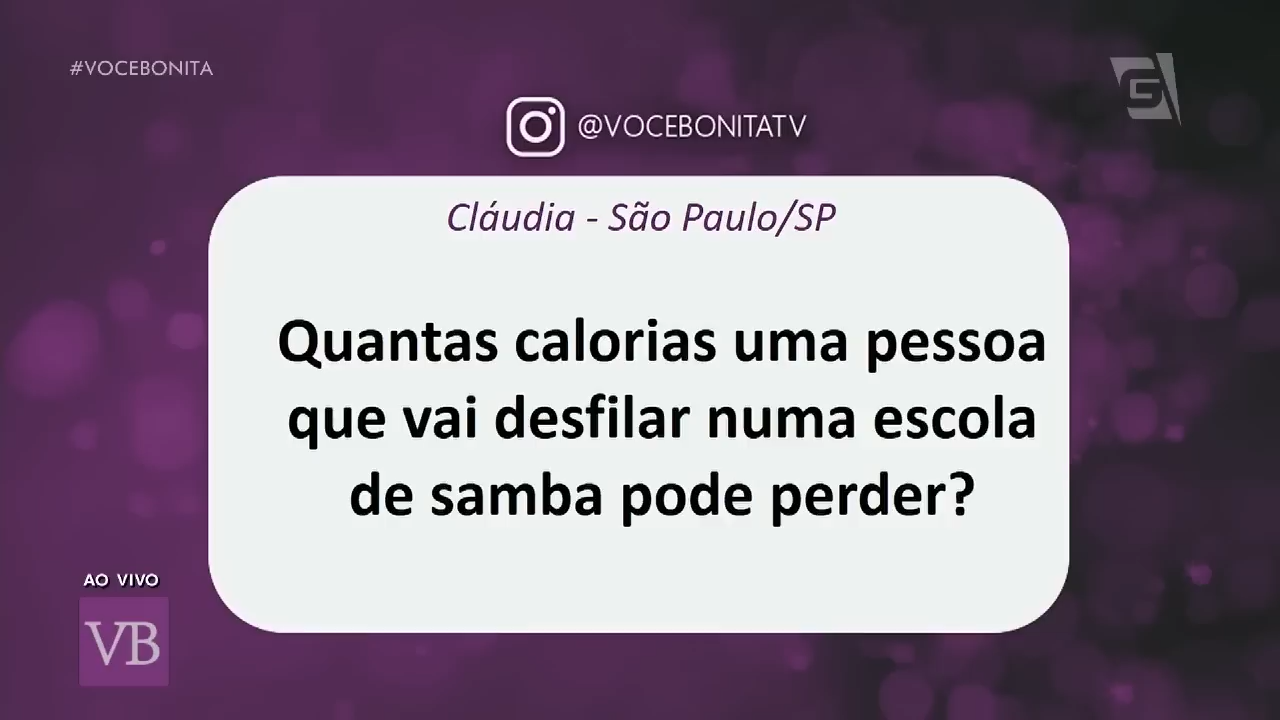 #VOCEBONITA
@VOCEBONITATV
Cláudia - São Paulo/SP
Quantas calorias uma pessoa
que vai desfilar numa escola
de samba pode perder?
AO VIVO
VB